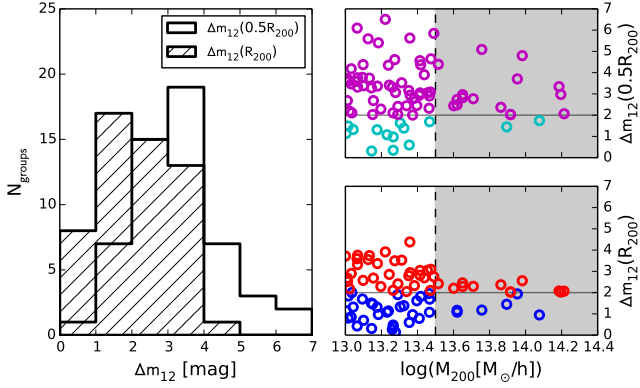 Δm₁₂(0.5R₂₀₀)
Δm₁₂(R₂₀₀)
25
20
15
10
5
0
N_groups
0 1 2 3 4 5 6 7
Δm₁₂ [mag]
7
6
5
4
3
2
1
0
Δm₁₂(0.5R₂₀₀)
7
6
5
4
3
2
1
0
Δm₁₂(R₂₀₀)
13.0 13.2 13.4 13.6 13.8 14.0 14.2 14.4
log(M₂₀₀[M☉/h])